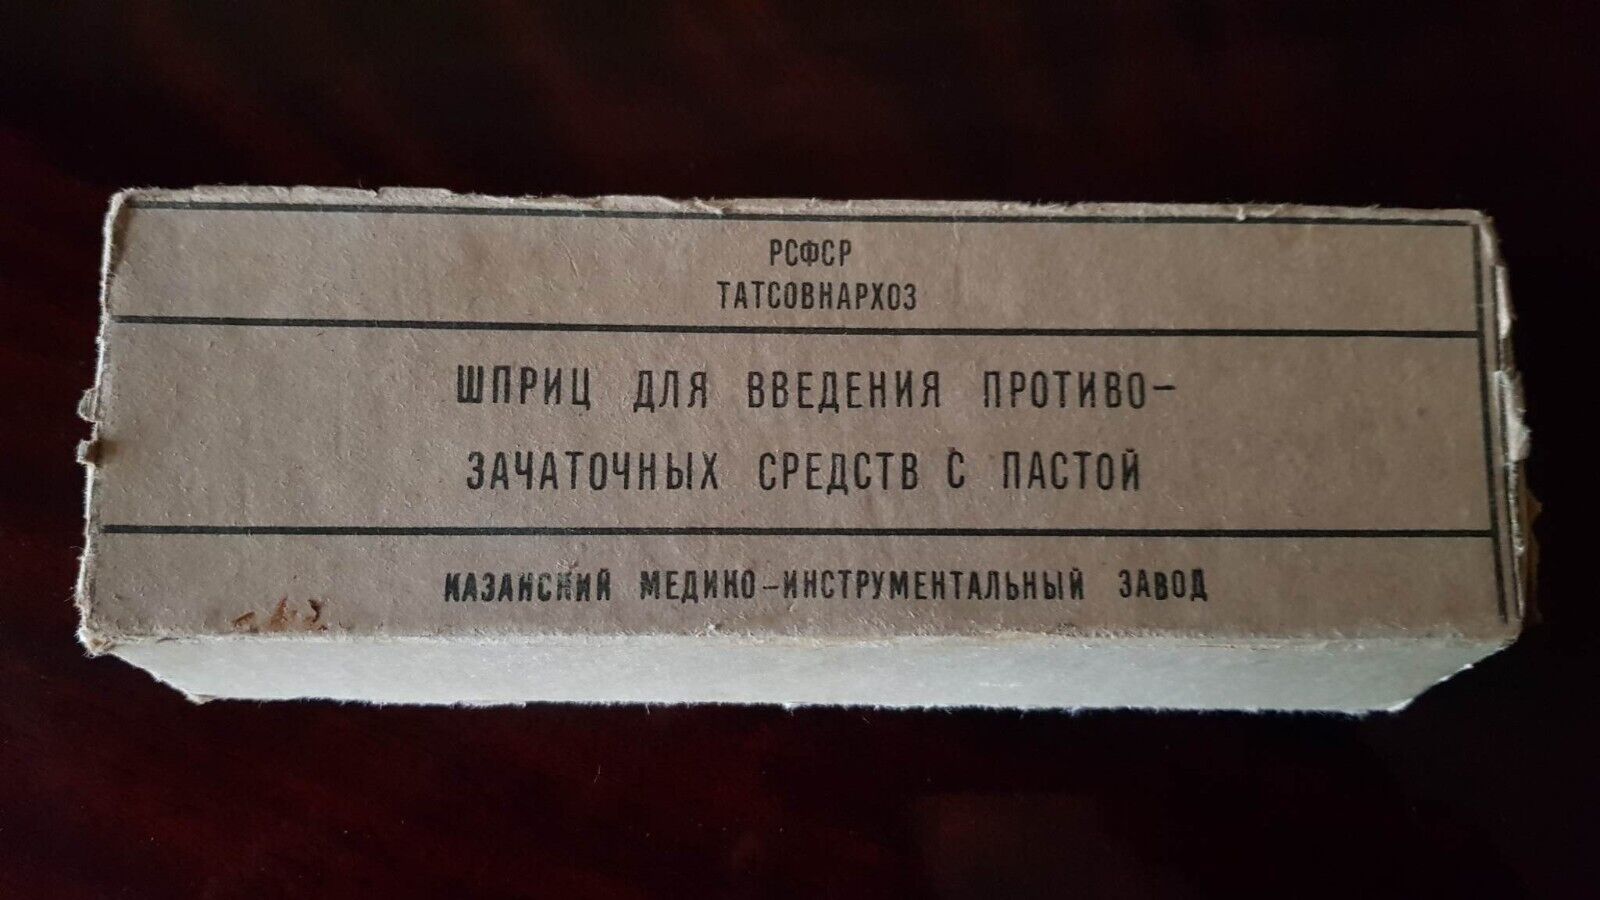 РСФСР
ТАТСОВНАРХОЗ
ШПРИЦ ДЛЯ ВВЕДЕНИЯ ПРОТИВО-
ЗАЧАТОЧНЫХ СРЕДСТВ С ПАСТОЙ
КАЗАНСКИЙ МЕДИКО-ИНСТРУМЕНТАЛЬНЫЙ ЗАВОД